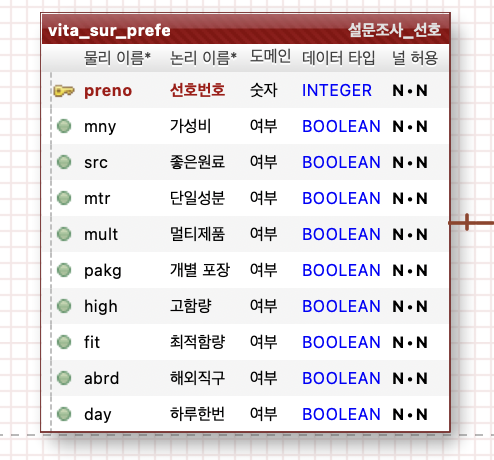 vita_sur_prefe 설문조사_선호
물리 이름* 논리 이름* 도메인 데이터 타입 널 허용
preno 선호번호 숫자 INTEGER N•N
mny 가성비 여부 BOOLEAN N•N
src 좋은원료 여부 BOOLEAN N•N
mtr 단일성분 여부 BOOLEAN N•N
mult 멀티제품 여부 BOOLEAN N•N
pakg 개별 포장 여부 BOOLEAN N•N
high 고함량 여부 BOOLEAN N•N
fit 최적함량 여부 BOOLEAN N•N
abrd 해외직구 여부 BOOLEAN N•N
day 하루한번 여부 BOOLEAN N•N